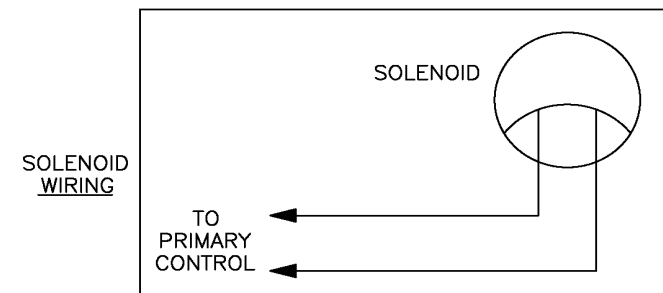 SOLENOID
SOLENOID
WIRING
TO
PRIMARY
CONTROL